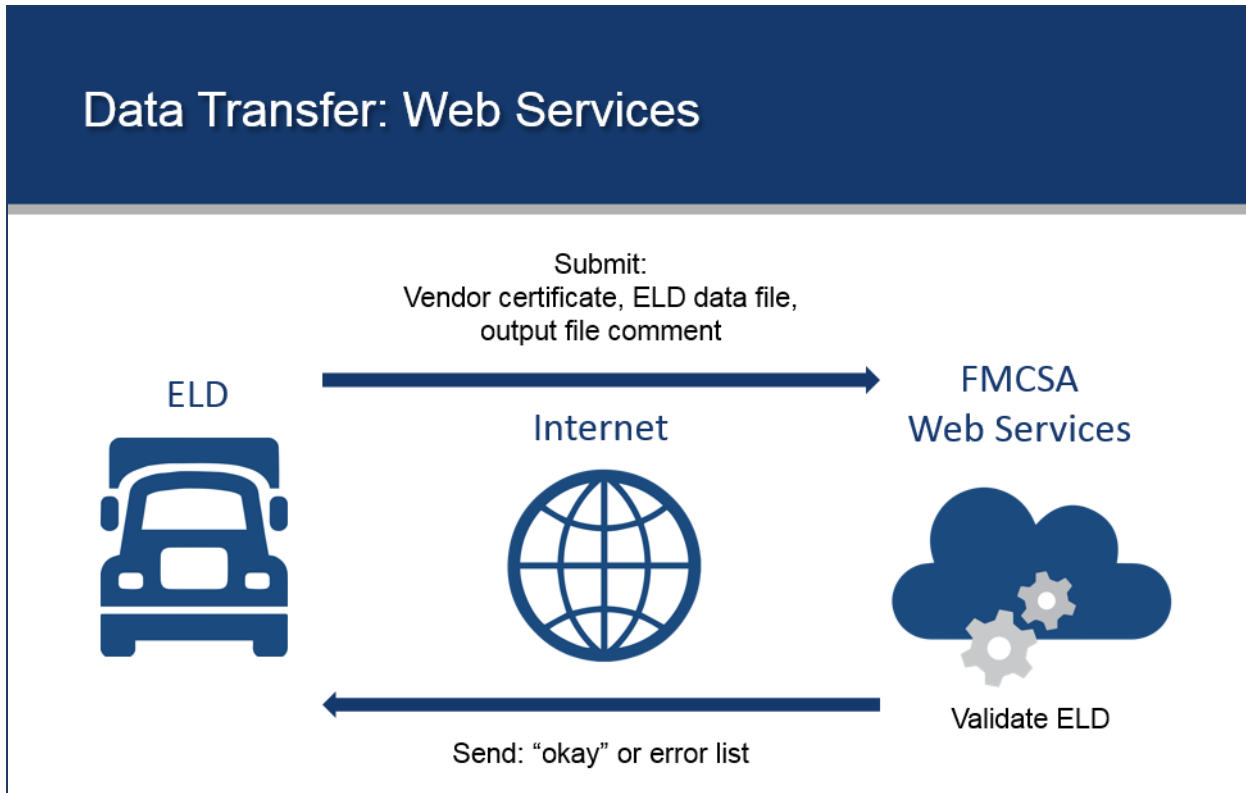 Data Transfer: Web Services
Submit:
Vendor certificate, ELD data file,
output file comment
ELD
Internet
FMCSA
Web Services
Validate ELD
Send: “okay” or error list